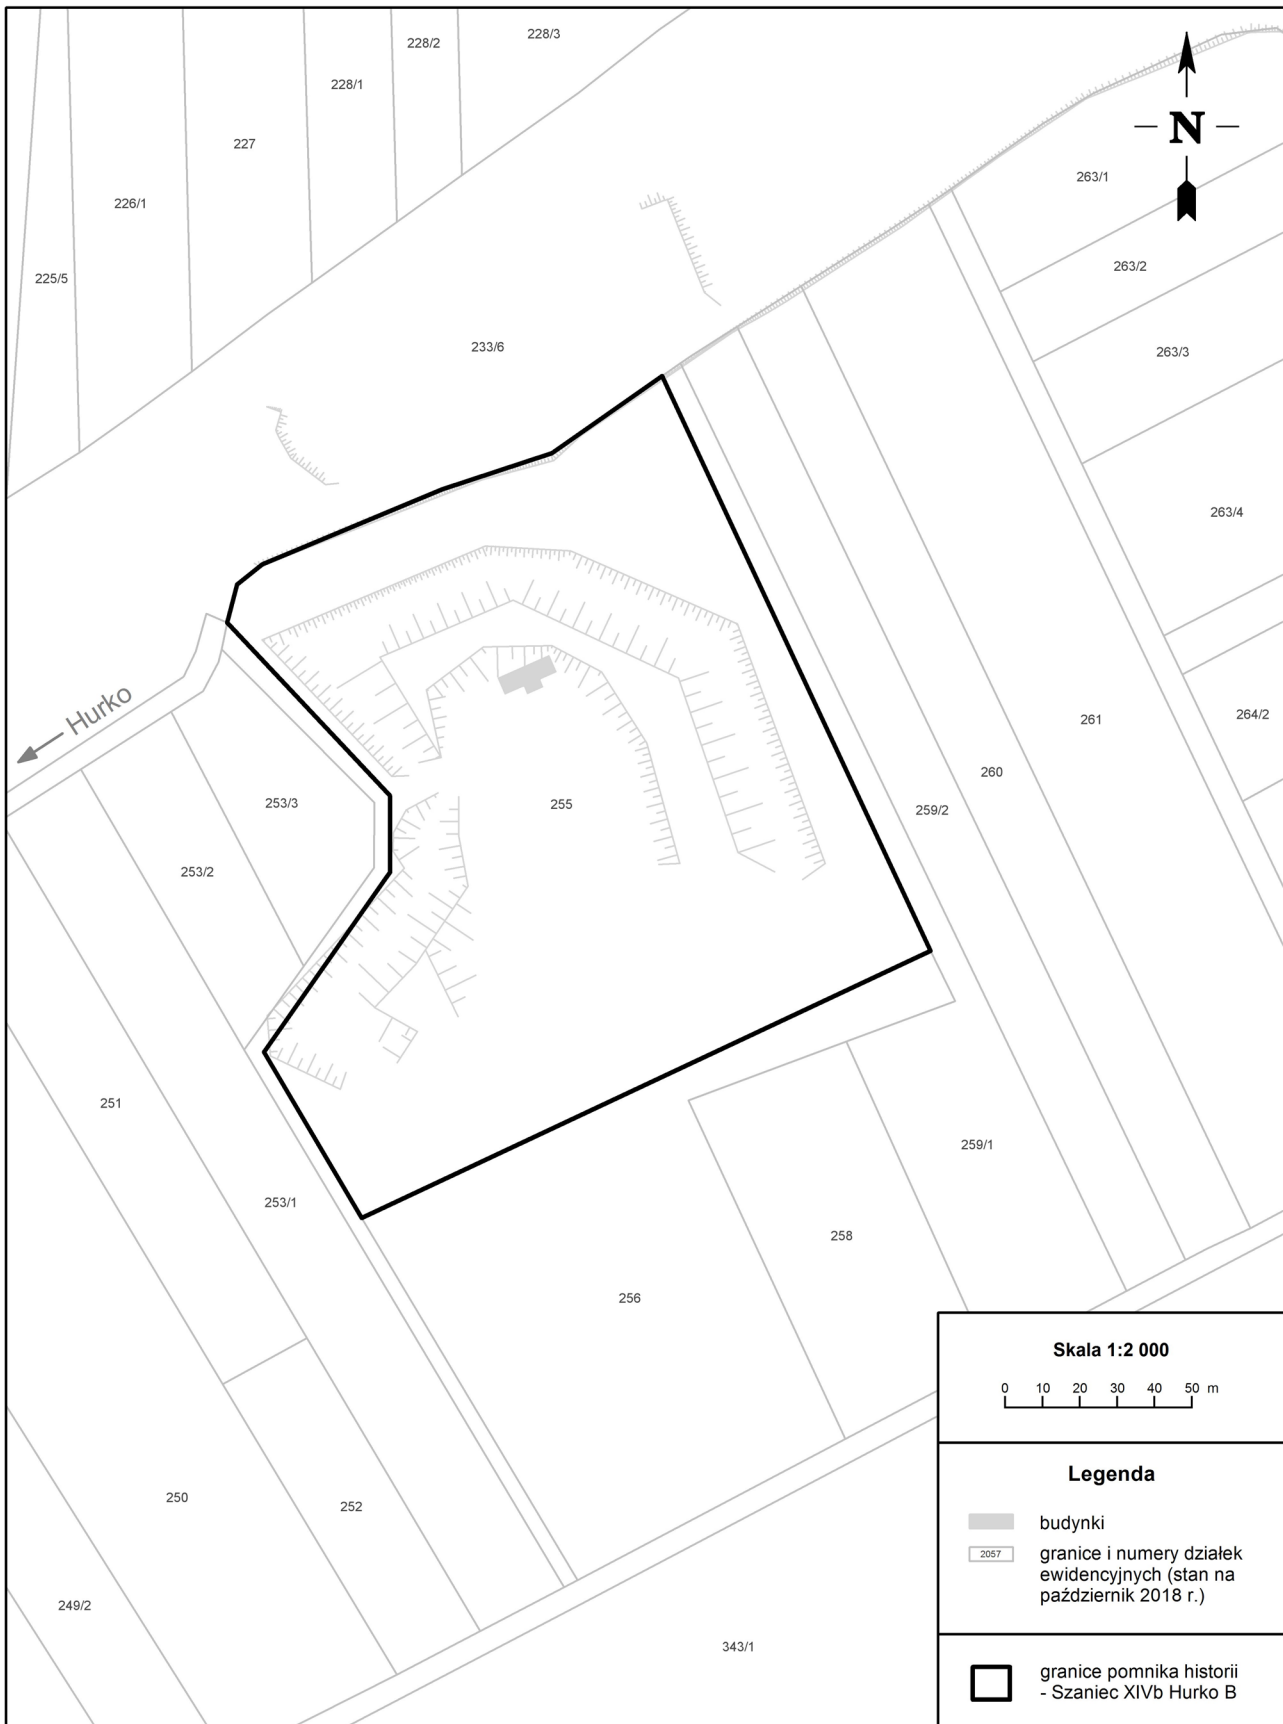 228/3
228/2
228/1
227
226/1
225/5
N
263/1
263/2
263/3
233/6
263/4
Hurko
264/2
261
260
259/2
255
253/3
253/2
251
253/1
259/1
258
256
250
252
249/2
343/1
Skala 1:2 000
0 10 20 30 40 50 m
Legenda
budynki
2057
granice i numery działek
ewidencyjnych (stan na
październik 2018 r.)
granice pomnika historii
- Szaniec XIVb Hurko B